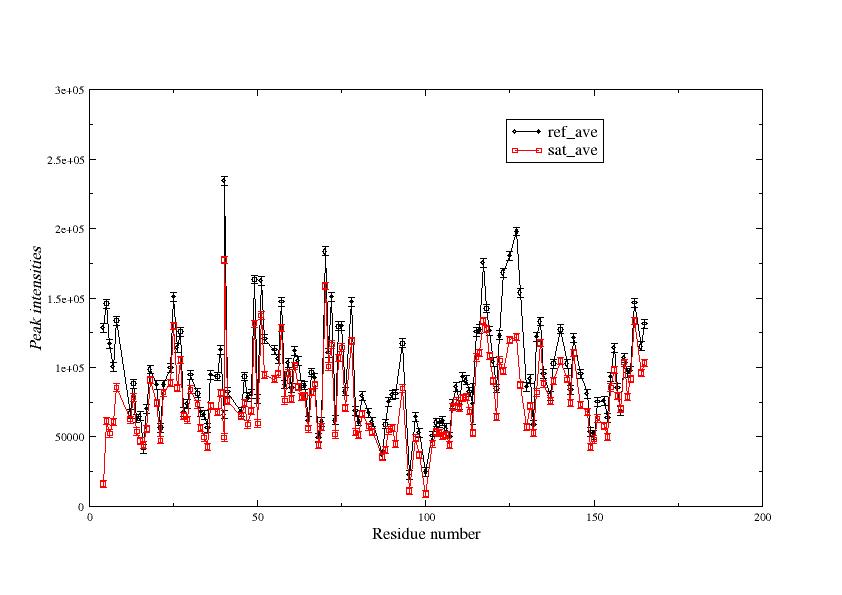 3e+05
2.5e+05
2e+05
1.5e+05
1e+05
50000
0
Peak intensities
ref_ave
sat_ave
0 50 100 150 200
Residue number